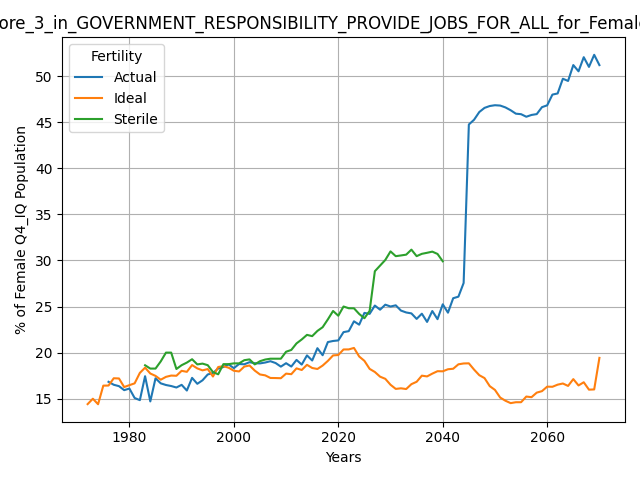 ore_3_in_GOVERNMENT_RESPONSIBILITY_PROVIDE_JOBS_FOR_ALL_for_Female
Fertility
Actual
Ideal
Sterile
% of Female Q4_IQ Population
50
45
40
35
30
25
20
15
1980 2000 2020 2040 2060
Years